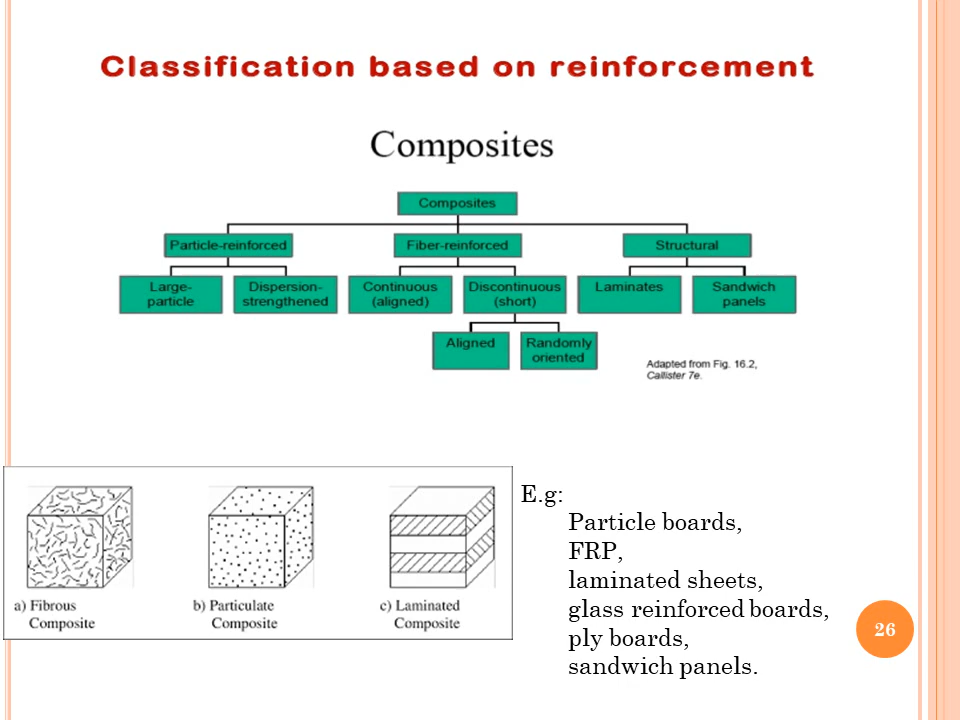 Classification based on reinforcement
Composites
Composites
Particle-reinforced
Fiber-reinforced
Structural
Large-
particle
Dispersion-
strengthened
Continuous
(aligned)
Discontinuous
(short)
Laminates
Sandwich
panels
Aligned
Randomly
oriented
Adapted from Fig. 16.2,
Callister 7e.
a) Fibrous
Composite
b) Particulate
Composite
c) Laminated
Composite
E.g:
Particle boards,
FRP,
laminated sheets,
glass reinforced boards,
ply boards,
sandwich panels.
26